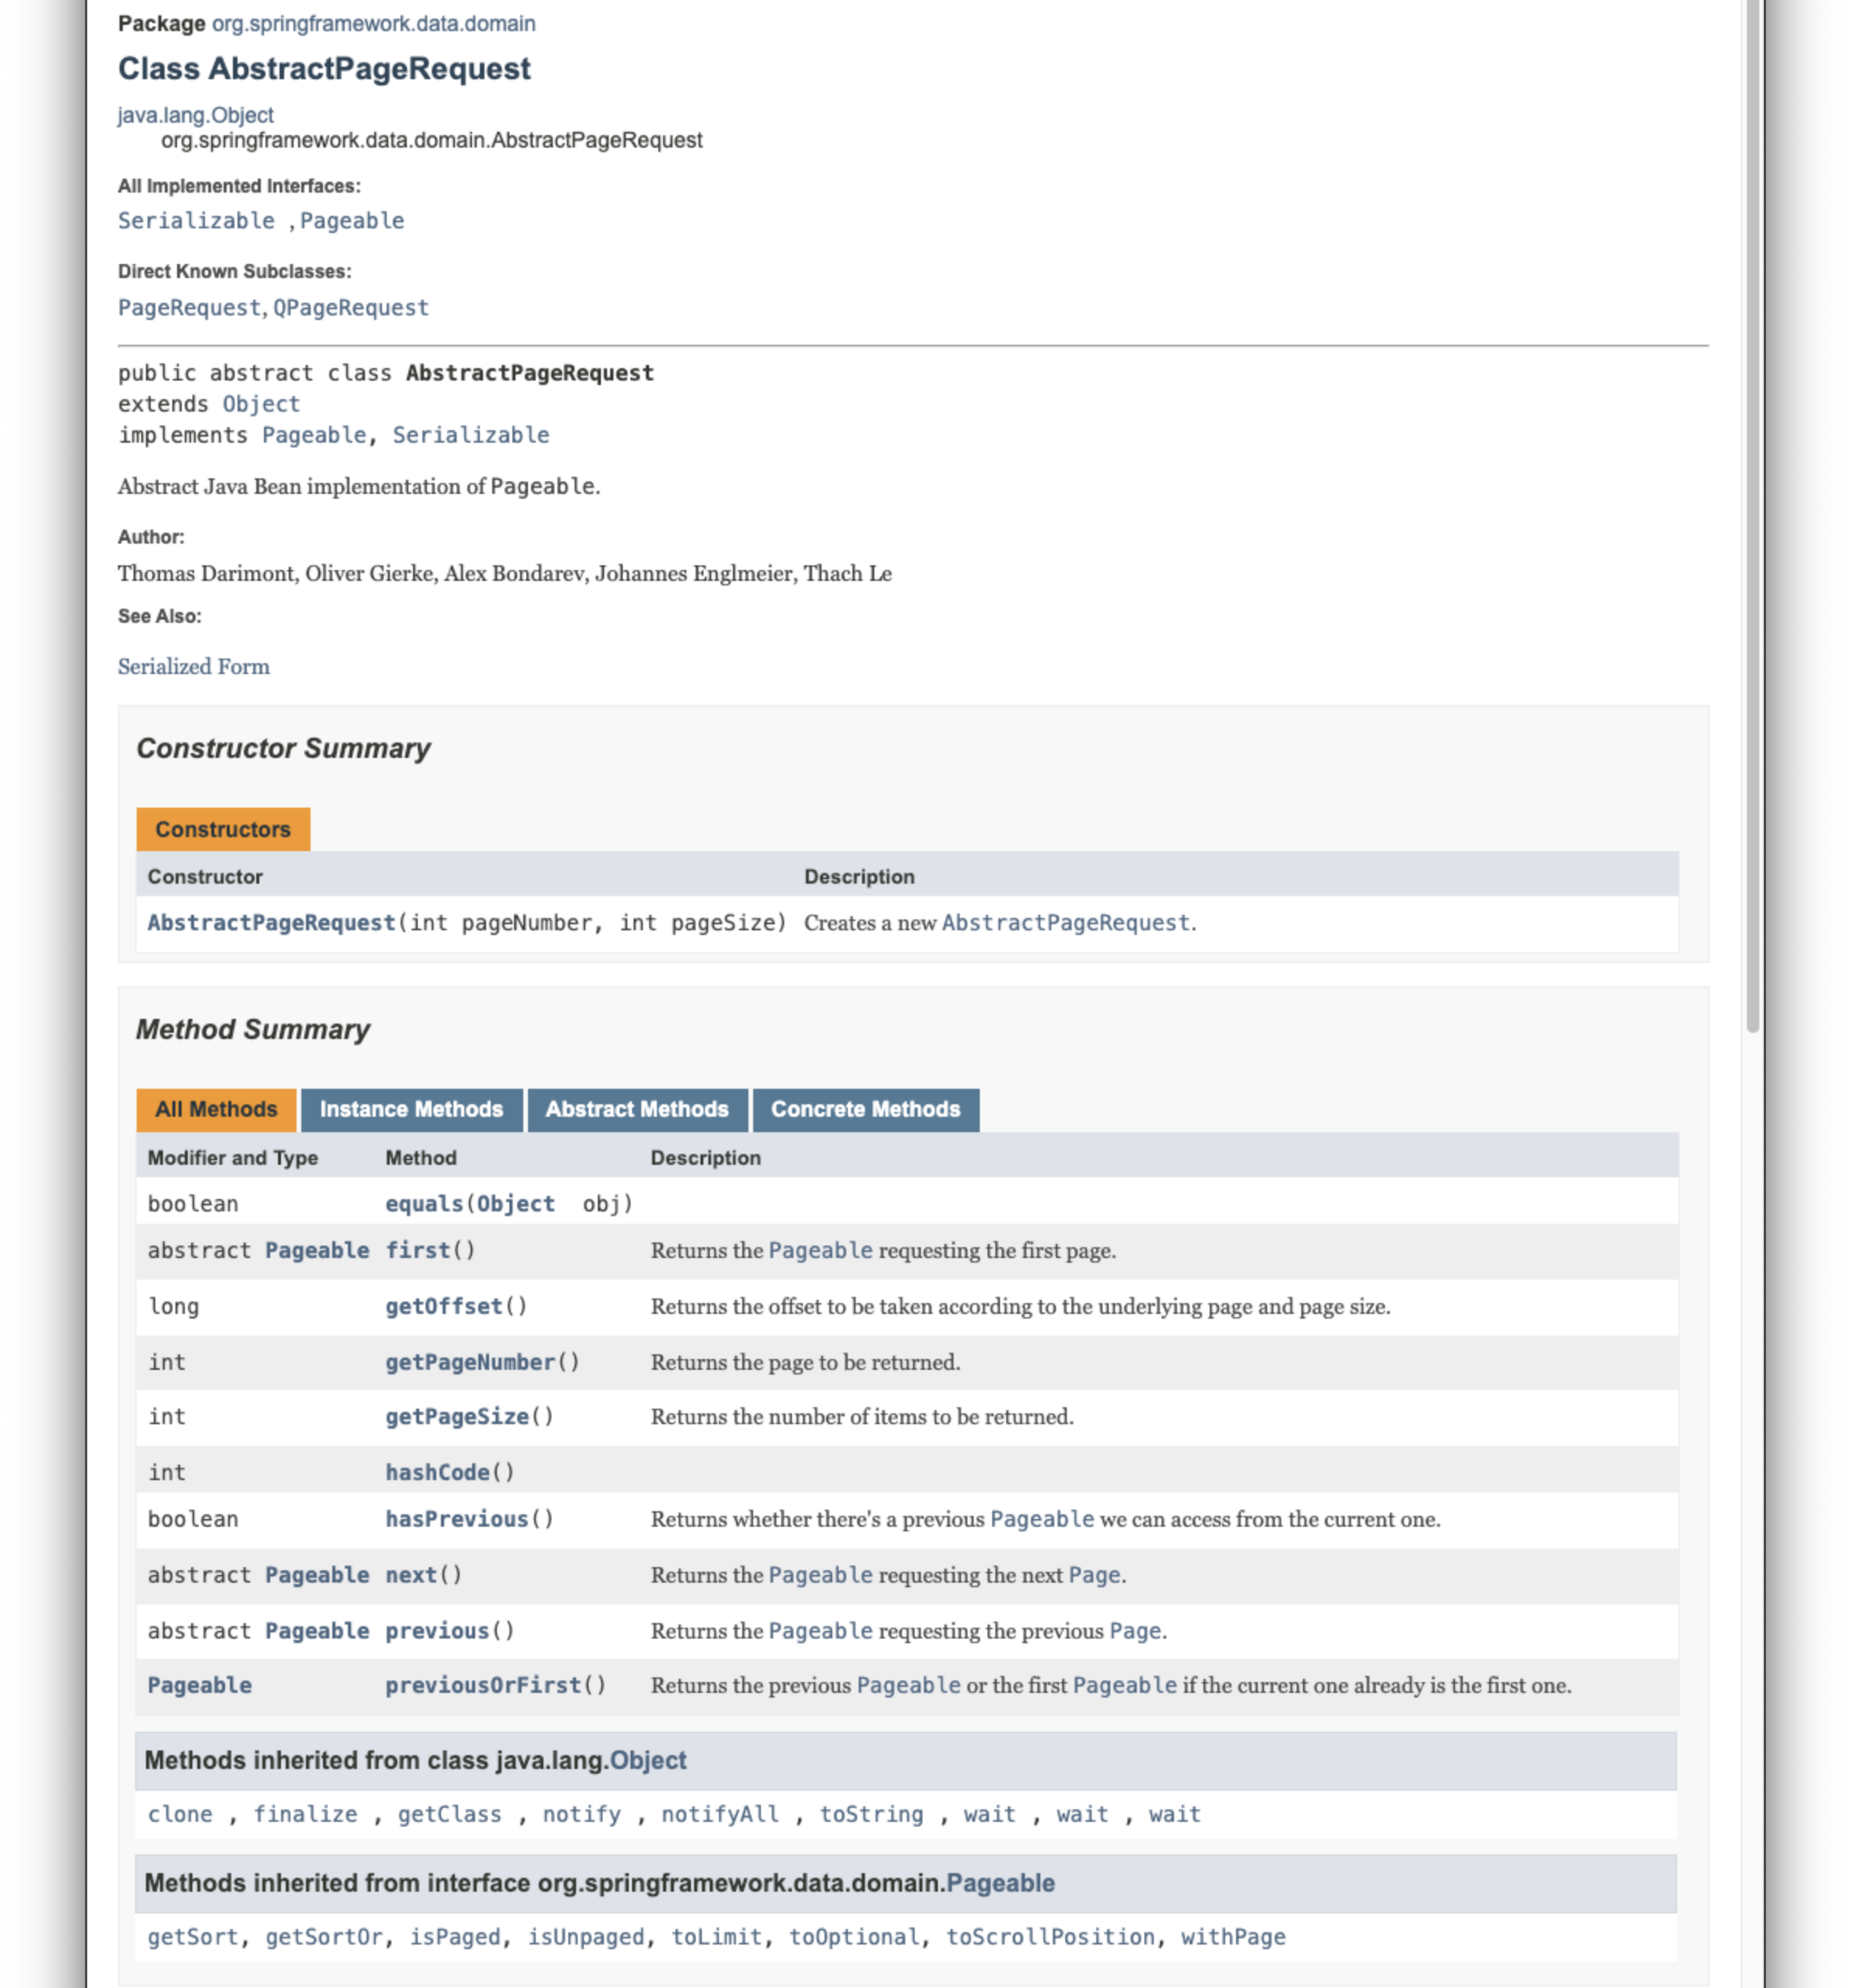 Package org.springframework.data.domain
Class AbstractPageRequest
java.lang.Object
org.springframework.data.domain.AbstractPageRequest
All Implemented Interfaces:
Serializable , Pageable
Direct Known Subclasses:
PageRequest, QPageRequest
public abstract class AbstractPageRequest
extends Object
implements Pageable, Serializable
Abstract Java Bean implementation of Pageable.
Author:
Thomas Darimont, Oliver Gierke, Alex Bondarev, Johannes Englmeier, Thach Le
See Also:
Serialized Form
Constructor Summary
Constructors
Constructor Description
AbstractPageRequest(int pageNumber, int pageSize) Creates a new AbstractPageRequest.
Method Summary
All Methods Instance Methods Abstract Methods Concrete Methods
Modifier and Type Method Description
boolean equals(Object obj)
abstract Pageable first() Returns the Pageable requesting the first page.
long getOffset() Returns the offset to be taken according to the underlying page and page size.
int getPageNumber() Returns the page to be returned.
int getPageSize() Returns the number of items to be returned.
int hashCode()
boolean hasPrevious() Returns whether there's a previous Pageable we can access from the current one.
abstract Pageable next() Returns the Pageable requesting the next Page.
abstract Pageable previous() Returns the Pageable requesting the previous Page.
Pageable previousOrFirst() Returns the previous Pageable or the first Pageable if the current one already is the first one.
Methods inherited from class java.lang.Object
clone , finalize , getClass , notify , notifyAll , toString , wait , wait , wait
Methods inherited from interface org.springframework.data.domain.Pageable
getSort, getSortOr, isPaged, isUnpaged, toLimit, toOptional, toScrollPosition, withPage